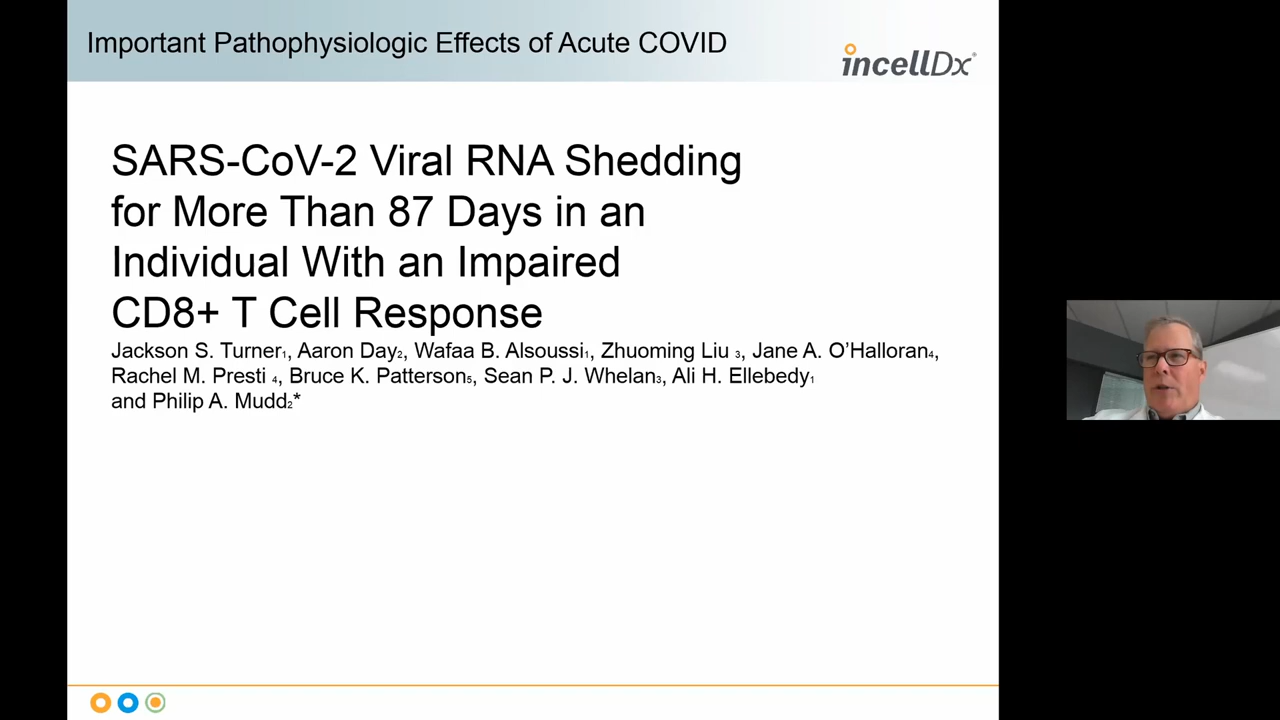 Important Pathophysiologic Effects of Acute COVID
incellDx®
SARS-CoV-2 Viral RNA Shedding
for More Than 87 Days in an
Individual With an Impaired
CD8+ T Cell Response
Jackson S. Turner1, Aaron Day2, Wafaa B. Alsoussi1, Zhuoming Liu 3, Jane A. O’Halloran4,
Rachel M. Presti 4, Bruce K. Patterson5, Sean P. J. Whelan3, Ali H. Ellebedy1
and Philip A. Mudd2*